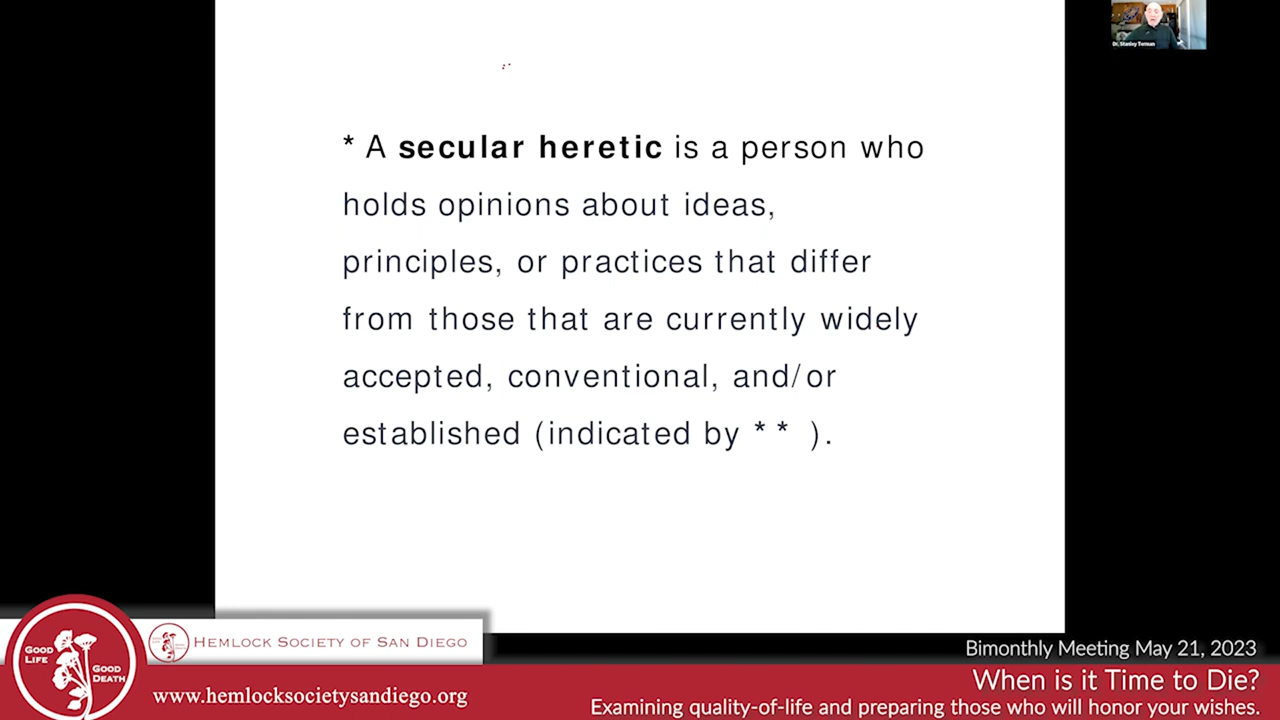 Dr. Stanley Terman
* A secular heretic is a person who
holds opinions about ideas,
principles, or practices that differ
from those that are currently widely
accepted, conventional, and/or
established (indicated by * * ).
GOOD
LIFE
GOOD
DEATH
HEMLOCK SOCIETY OF SAN DIEGO
www.hemlocksocietysandiego.org
Bimonthly Meeting May 21, 2023
When is it Time to Die?
Examining quality-of-life and preparing those who will honor your wishes.